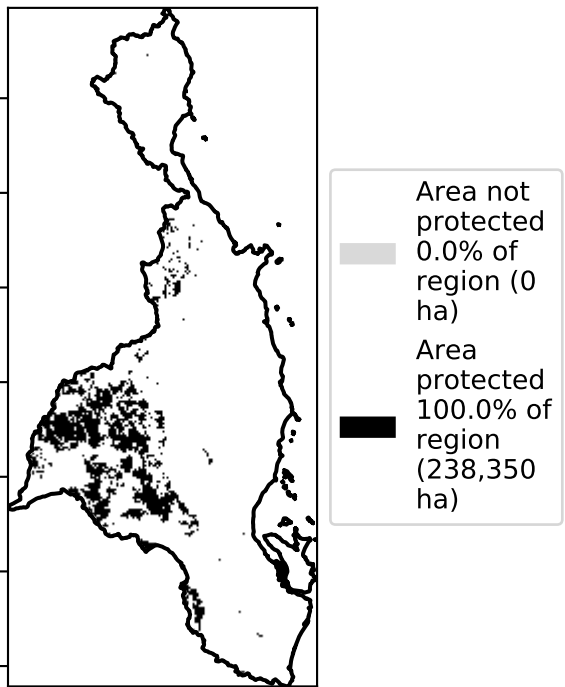 Area not
protected
0.0% of
region (0
ha)
Area
protected
100.0% of
region
(238,350
ha)